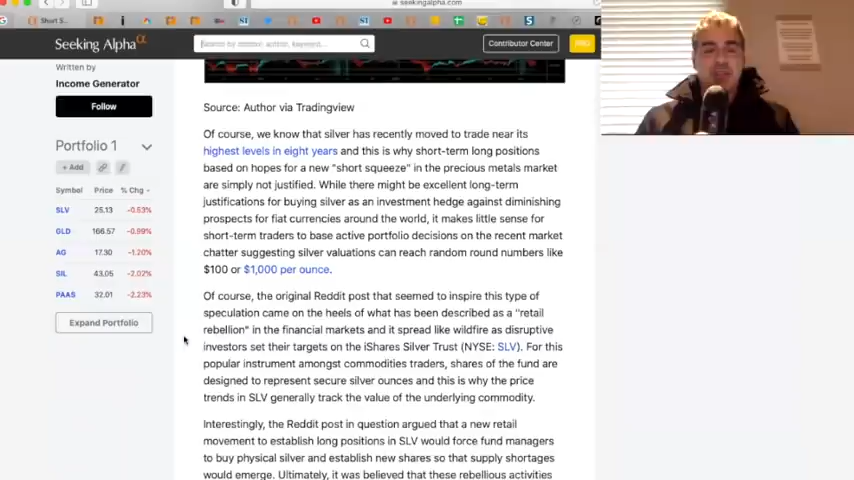 seekingalpha.com
Short S...
Seeking Alpha α
Contributor Center
Written by
Income Generator
Follow
Portfolio 1
+ Add
Symbol Price % Chg
SLV 25.13 -0.53%
GLD 166.57 -0.99%
AG 17.30 -1.20%
SIL 43.05 -2.02%
PAAS 32.01 -2.23%
Expand Portfolio
Source: Author via Tradingview
Of course, we know that silver has recently moved to trade near its
highest levels in eight years and this is why short-term long positions
based on hopes for a new "short squeeze" in the precious metals market
are simply not justified. While there might be excellent long-term
justifications for buying silver as an investment hedge against diminishing
prospects for fiat currencies around the world, it makes little sense for
short-term traders to base active portfolio decisions on the recent market
chatter suggesting silver valuations can reach random round numbers like
$100 or $1,000 per ounce.
Of course, the original Reddit post that seemed to inspire this type of
speculation came on the heels of what has been described as a "retail
rebellion" in the financial markets and it spread like wildfire as disruptive
investors set their targets on the iShares Silver Trust (NYSE: SLV). For this
popular instrument amongst commodities traders, shares of the fund are
designed to represent secure silver ounces and this is why the price
trends in SLV generally track the value of the underlying commodity.
Interestingly, the Reddit post in question argued that a new retail
movement to establish long positions in SLV would force fund managers
to buy physical silver and establish new shares so that supply shortages
would emerge. Ultimately, it was believed that these rebellious activities